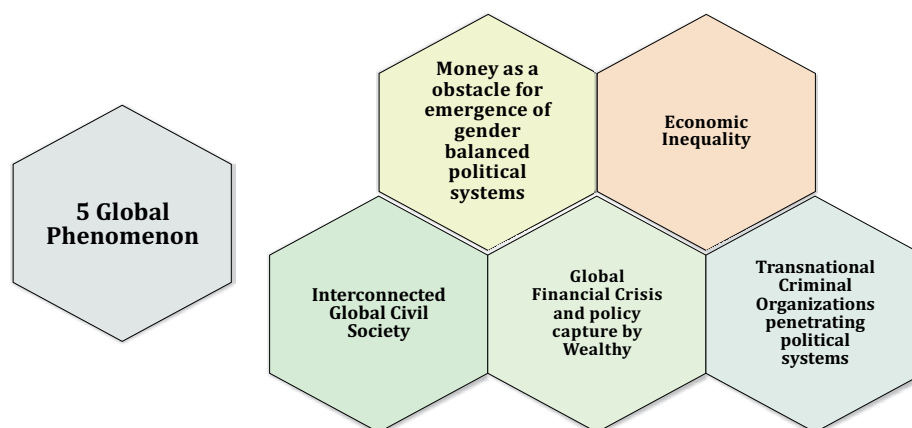 5 Global
Phenomenon
Money as a
obstacle for
emergence of
gender
balanced
political
systems
Economic
Inequality
Interconnected
Global Civil
Society
Global
Financial Crisis
and policy
capture by
Wealthy
Transnational
Criminal
Organizations
penetrating
political
systems